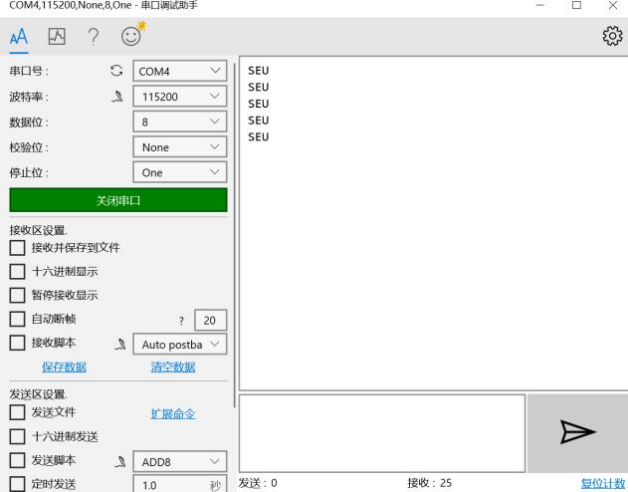 COM4,115200,None,8,One - 串口调试助手
AA
串口号: COM4
波特率: 115200
数据位: 8
校验位: None
停止位: One
关闭串口
接收区设置.
接收并保存到文件
十六进制显示
暂停接收显示
自动断帧 ? 20
接收脚本 Auto postba
保存数据 清空数据
发送区设置.
发送文件 扩展命令
十六进制发送
发送脚本 ADD8
定时发送 1.0 秒
SEU
SEU
SEU
SEU
SEU
发送: 0 接收: 25 复位计数